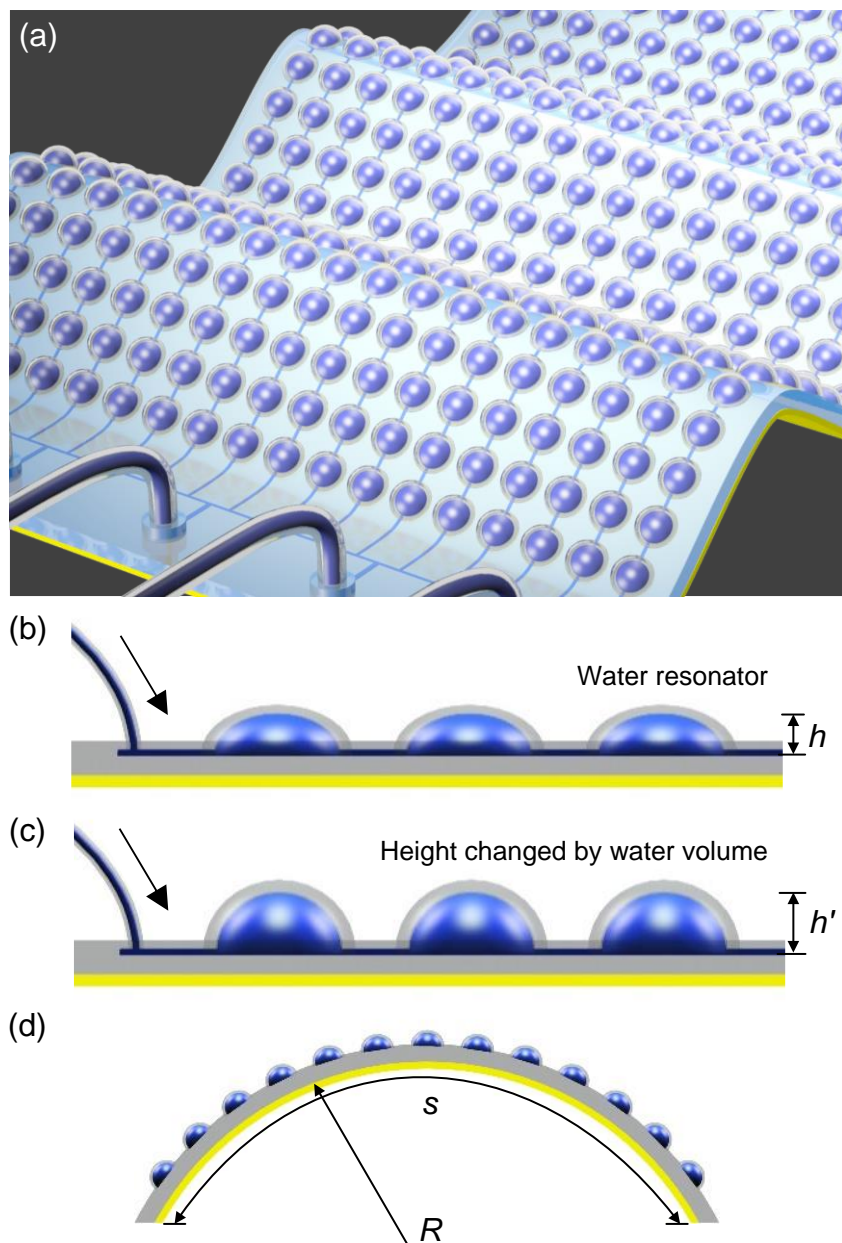 (a)
(b)
Water resonator
h
(c)
Height changed by water volume
h'
(d)
s
R